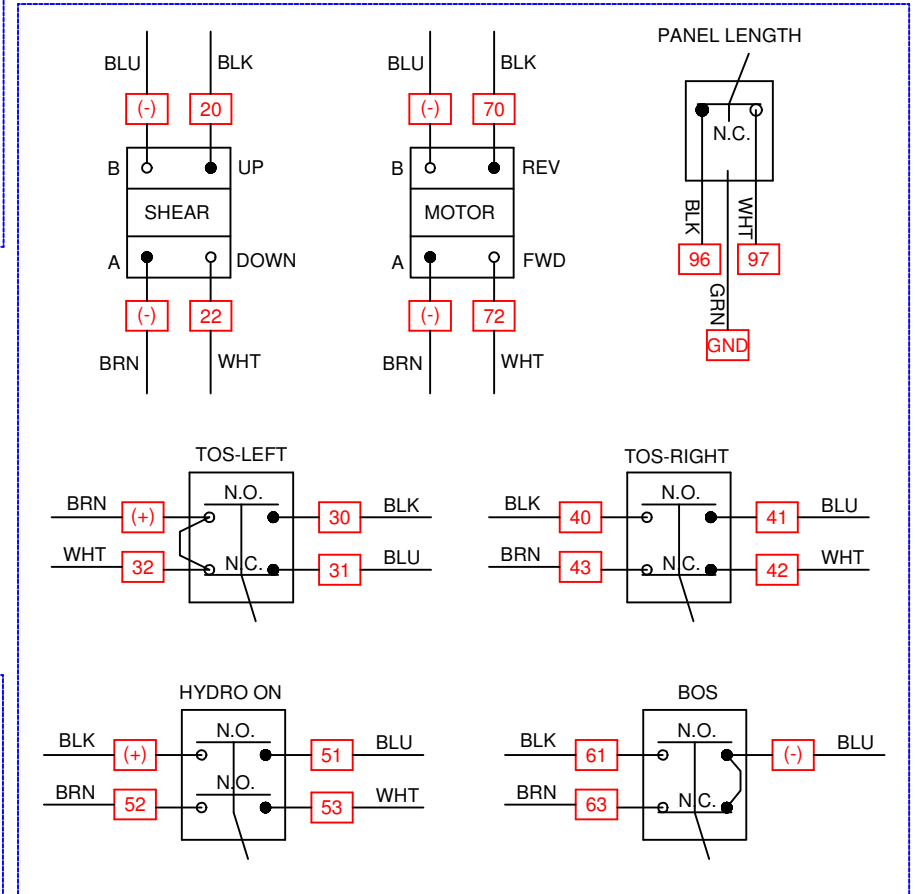 PANEL LENGTH
BLU BLK BLU BLK
(-) 20 (-) 70
N.C.
B UP B REV
SHEAR MOTOR
BLK WHT
96 97
A DOWN A FWD
GRN
(-) 22 (-) 72
GND
BRN WHT BRN WHT
TOS-LEFT TOS-RIGHT
N.O. N.O.
BRN (+) 30 BLK BLK 40 41 BLU
WHT 32 N.C. 31 BLU BRN 43 N.C. 42 WHT
HYDRO ON BOS
N.O. N.O.
BLK (+) 51 BLU BLK 61 (-) BLU
N.O.
BRN 52 53 WHT BRN 63 N.C.